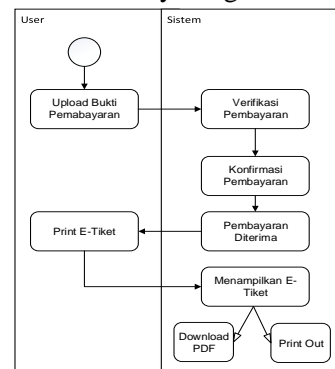 User
Sistem
Upload Bukti
Pemabayaran
Verifikasi
Pembayaran
Konfirmasi
Pembayaran
Print E-Tiket
Pembayaran
Diterima
Menampilkan E-
Tiket
Download
PDF
Print Out